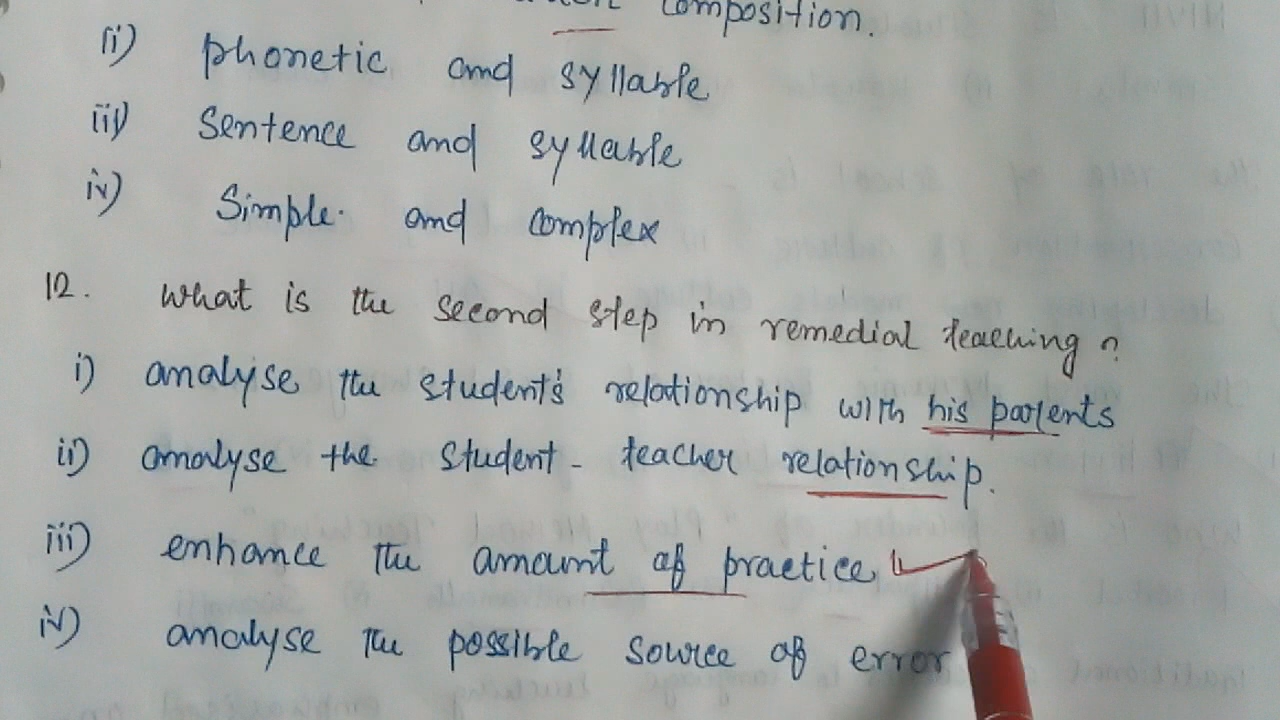 composition.
(ii) phonetic and syllable
(iii) Sentence and syllable
iv) Simple and complex
12. What is the second step in remedial teaching?
i) analyse the student's relationship with his parents
ii) analyse the student - teacher relationship.
iii) enhance the amount of practice
iv) analyse the possible source of error